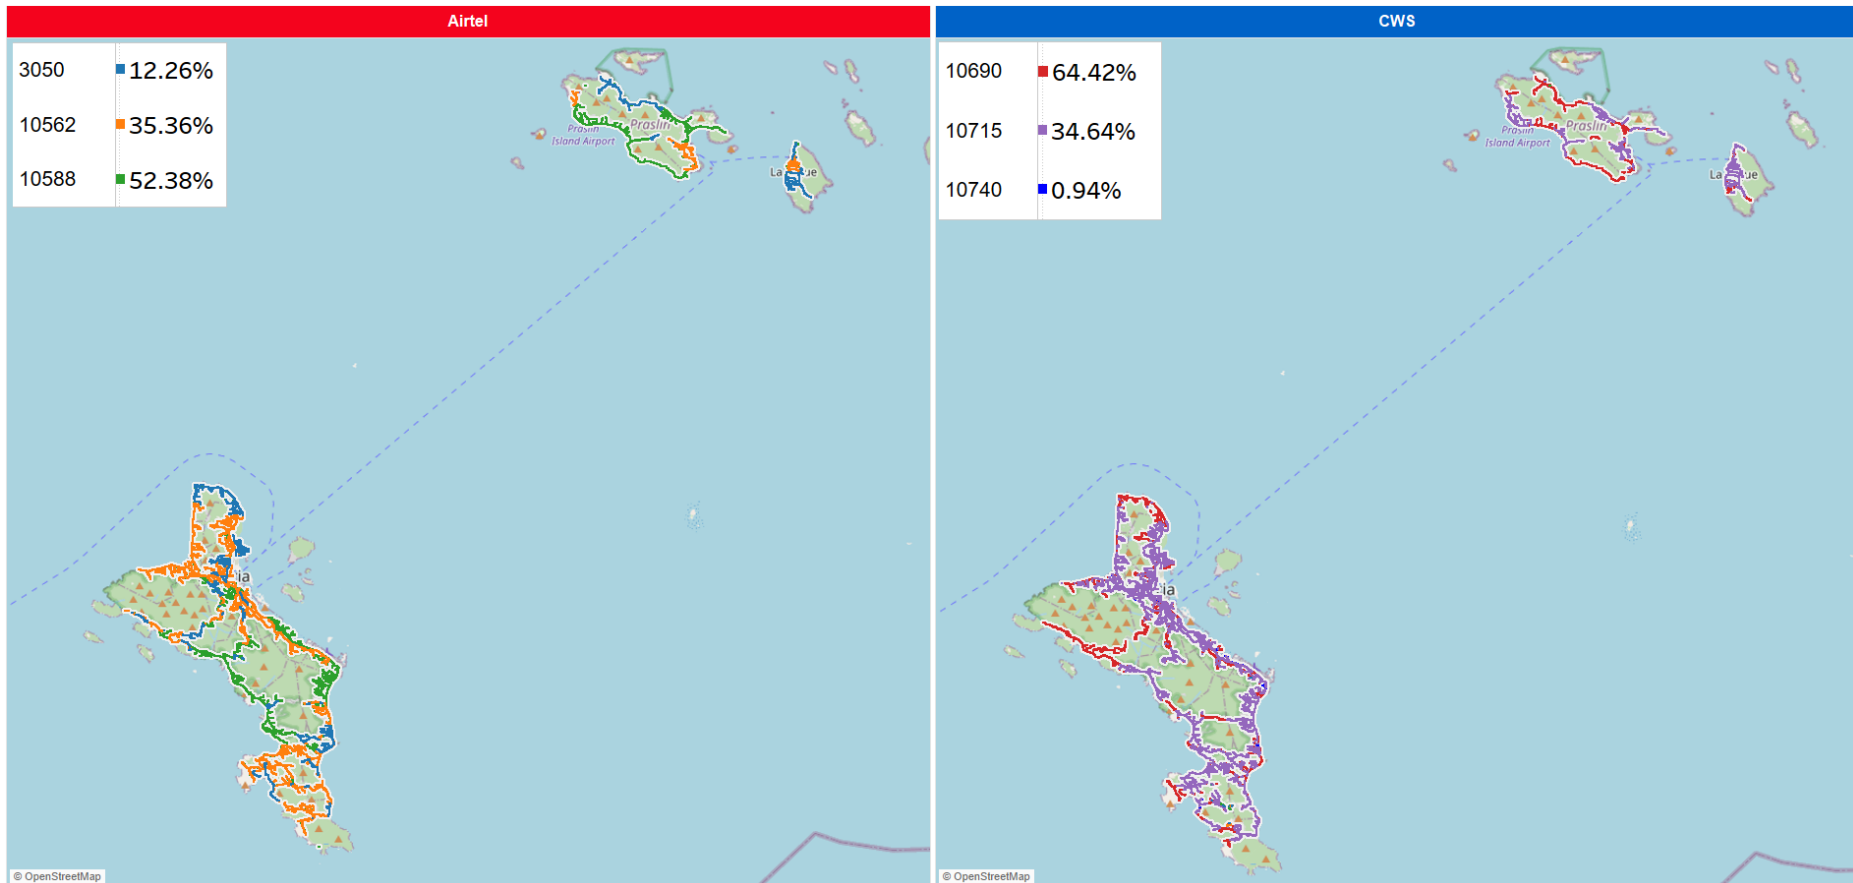 Airtel
3050 12.26%
10562 35.36%
10588 52.38%
Praslin
Praslin
Island Airport
© OpenStreetMap
CWS
10690 64.42%
10715 34.64%
10740 0.94%
Praslin
Praslin
Island Airport
© OpenStreetMap